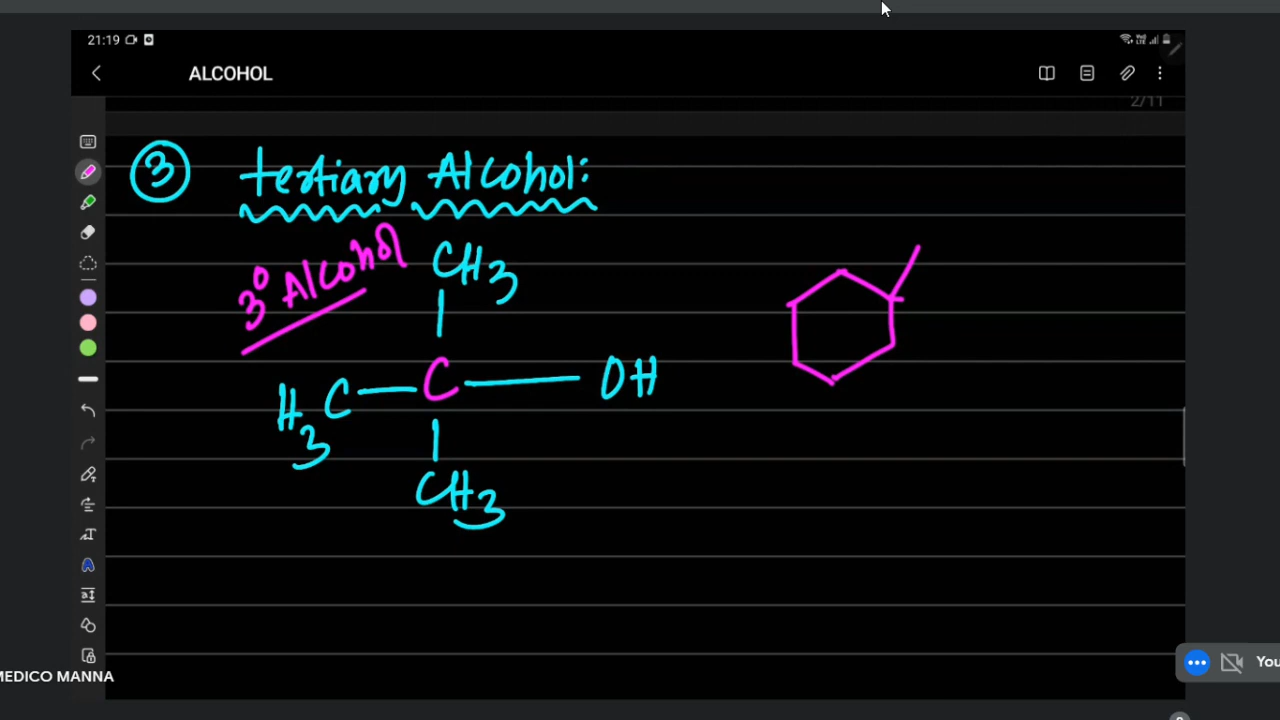 21:19
ALCOHOL
2/11
3 tertiary Alcohol:
3° Alcohol
CH3
H3C — C — OH
CH3
MEDICO MANNA
You